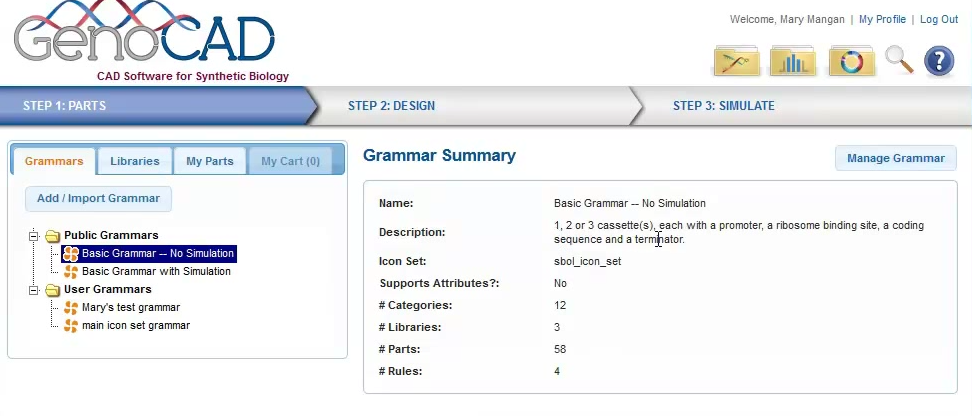 GenoCAD
CAD Software for Synthetic Biology
Welcome, Mary Mangan | My Profile | Log Out
?
STEP 1: PARTS
STEP 2: DESIGN
STEP 3: SIMULATE
Grammars
Libraries
My Parts
My Cart (0)
Add / Import Grammar
Public Grammars
Basic Grammar -- No Simulation
Basic Grammar with Simulation
User Grammars
Mary's test grammar
main icon set grammar
Grammar Summary
Manage Grammar
Name: Basic Grammar -- No Simulation
Description: 1, 2 or 3 cassette(s), each with a promoter, a ribosome binding site, a coding
sequence and a terminator.
Icon Set: sbol_icon_set
Supports Attributes?: No
# Categories: 12
# Libraries: 3
# Parts: 58
# Rules: 4